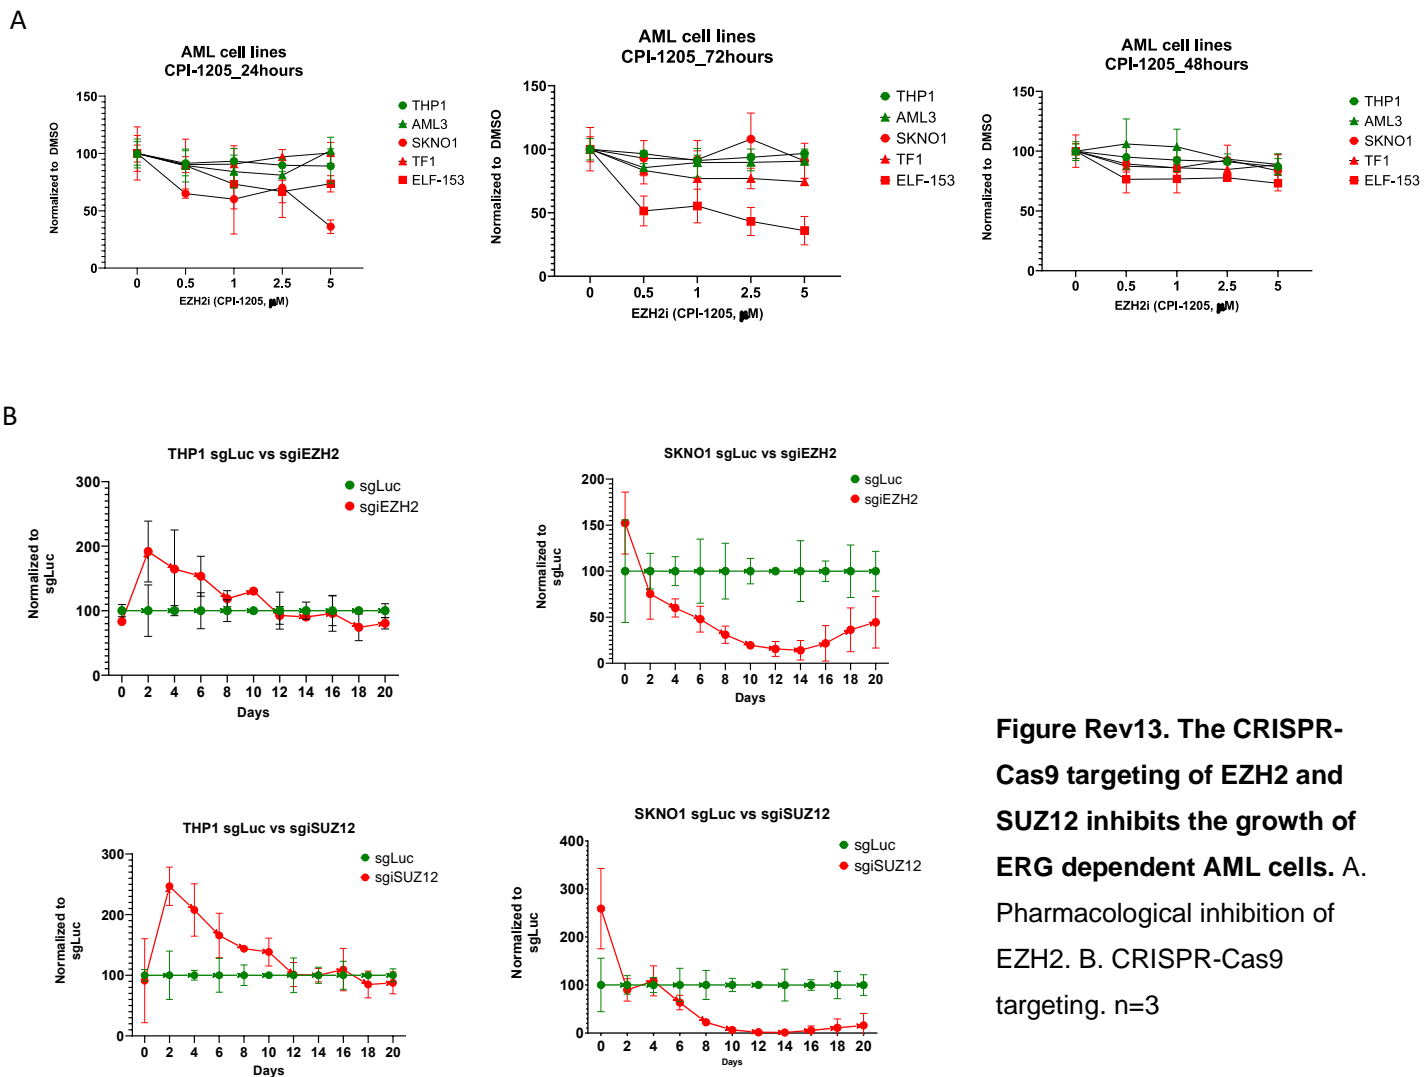 A
AML cell lines
CPI-1205_24hours
150
100
50
0
Normalized to DMSO
0 0.5 1 2.5 5
EZH2i (CPI-1205, μM)
THP1
AML3
SKNO1
TF1
ELF-153
AML cell lines
CPI-1205_72hours
150
100
50
0
Normalized to DMSO
0 0.5 1 2.5 5
EZH2i (CPI-1205, μM)
THP1
AML3
SKNO1
TF1
ELF-153
AML cell lines
CPI-1205_48hours
150
100
50
0
Normalized to DMSO
0 0.5 1 2.5 5
EZH2i (CPI-1205, μM)
THP1
AML3
SKNO1
TF1
ELF-153
B
THP1 sgLuc vs sgiEZH2
300
200
100
0
Normalized to
sgLuc
0 2 4 6 8 10 12 14 16 18 20
Days
sgLuc
sgiEZH2
SKNO1 sgLuc vs sgiEZH2
200
150
100
50
0
Normalized to
sgLuc
0 2 4 6 8 10 12 14 16 18 20
Days
sgLuc
sgiEZH2
THP1 sgLuc vs sgiSUZ12
300
200
100
0
Normalized to
sgLuc
0 2 4 6 8 10 12 14 16 18 20
Days
sgLuc
sgiSUZ12
SKNO1 sgLuc vs sgiSUZ12
400
300
200
100
0
Normalized to
sgLuc
0 2 4 6 8 10 12 14 16 18 20
Days
sgLuc
sgiSUZ12
Figure Rev13. The CRISPR-
Cas9 targeting of EZH2 and
SUZ12 inhibits the growth of
ERG dependent AML cells. A.
Pharmacological inhibition of
EZH2. B. CRISPR-Cas9
targeting. n=3